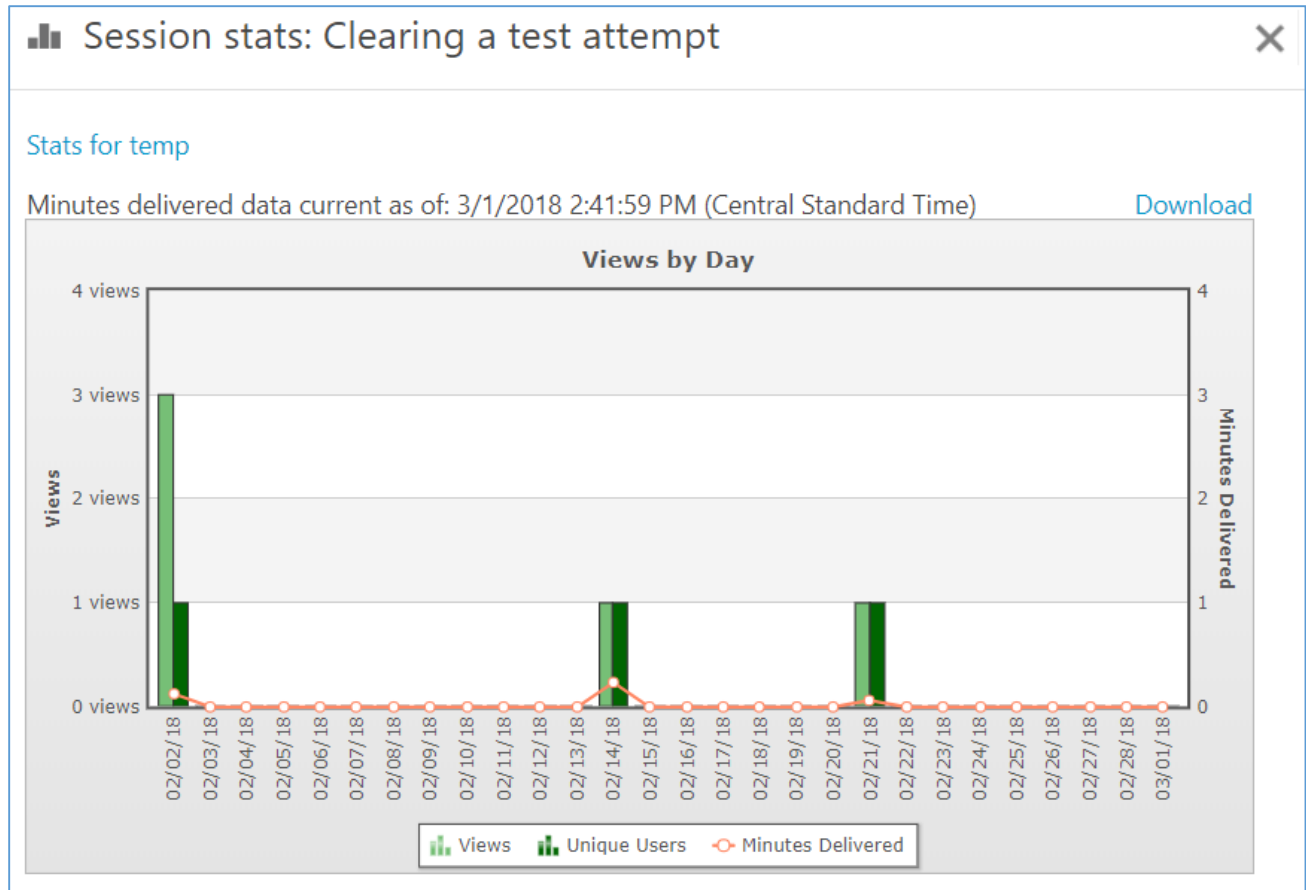 Session stats: Clearing a test attempt
Stats for temp
Minutes delivered data current as of: 3/1/2018 2:41:59 PM (Central Standard Time) Download
Views by Day
4 views 4
3 views 3
2 views 2
1 views 1
0 views 0
Views
Minutes Delivered
02/02/18 02/03/18 02/04/18 02/05/18 02/06/18 02/07/18 02/08/18 02/09/18 02/10/18 02/11/18 02/12/18 02/13/18 02/14/18 02/15/18 02/16/18 02/17/18 02/18/18 02/19/18 02/20/18 02/21/18 02/22/18 02/23/18 02/24/18 02/25/18 02/26/18 02/27/18 02/28/18 03/01/18
Views Unique Users Minutes Delivered